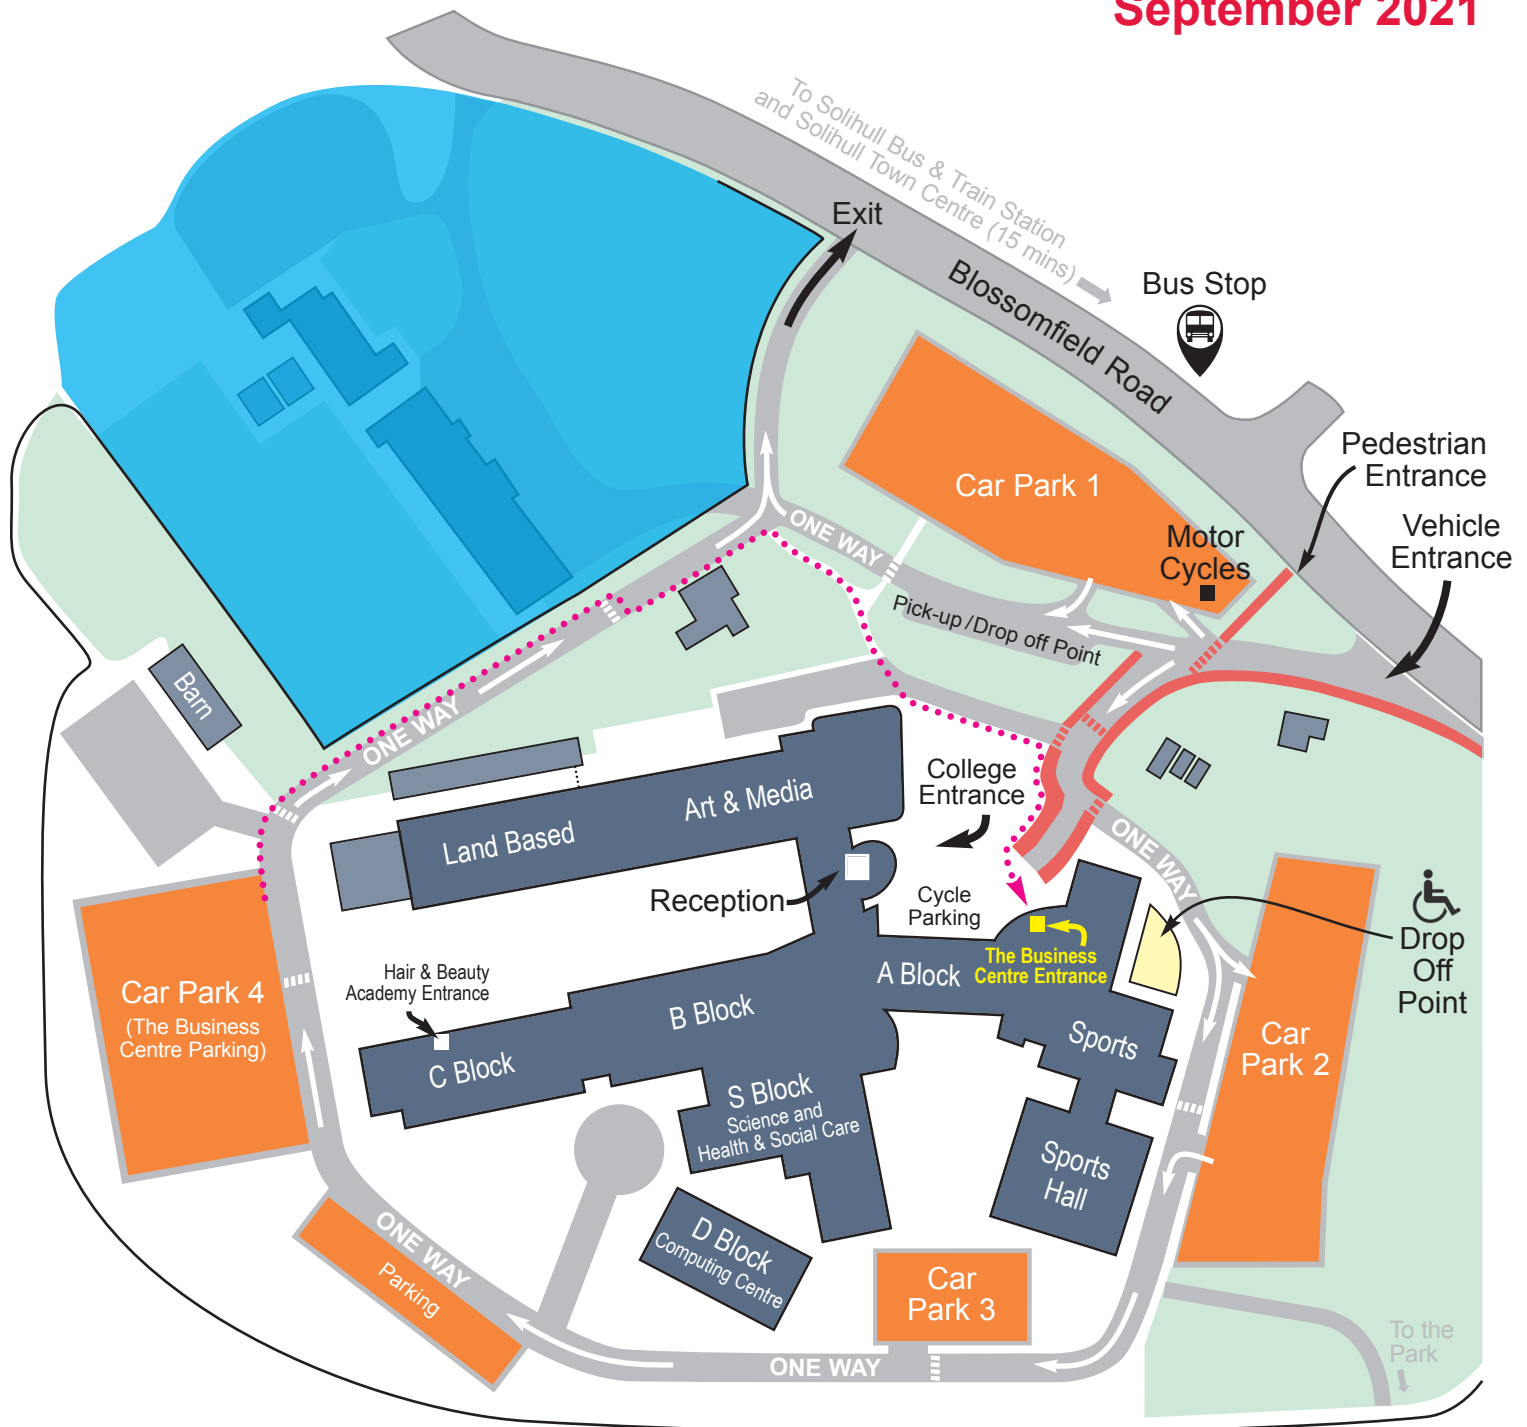 September 2021
To Solihull Bus & Train Station
and Solihull Town Centre (15 mins)
Exit
Blossomfield Road
Bus Stop
Pedestrian
Entrance
Vehicle
Entrance
Car Park 1
Motor
Cycles
ONE WAY
Pick-up/Drop off Point
Barn
ONE WAY
College
Entrance
Art & Media
Land Based
Reception
Cycle
Parking
ONE WAY
Drop
Off
Point
The Business
Centre Entrance
A Block
Hair & Beauty
Academy Entrance
Car Park 4
(The Business
Centre Parking)
B Block
C Block
Sports
Car
Park 2
S Block
Science and
Health & Social Care
Sports
Hall
D Block
Computing Centre
ONE WAY
Parking
Car
Park 3
To the
Park
ONE WAY